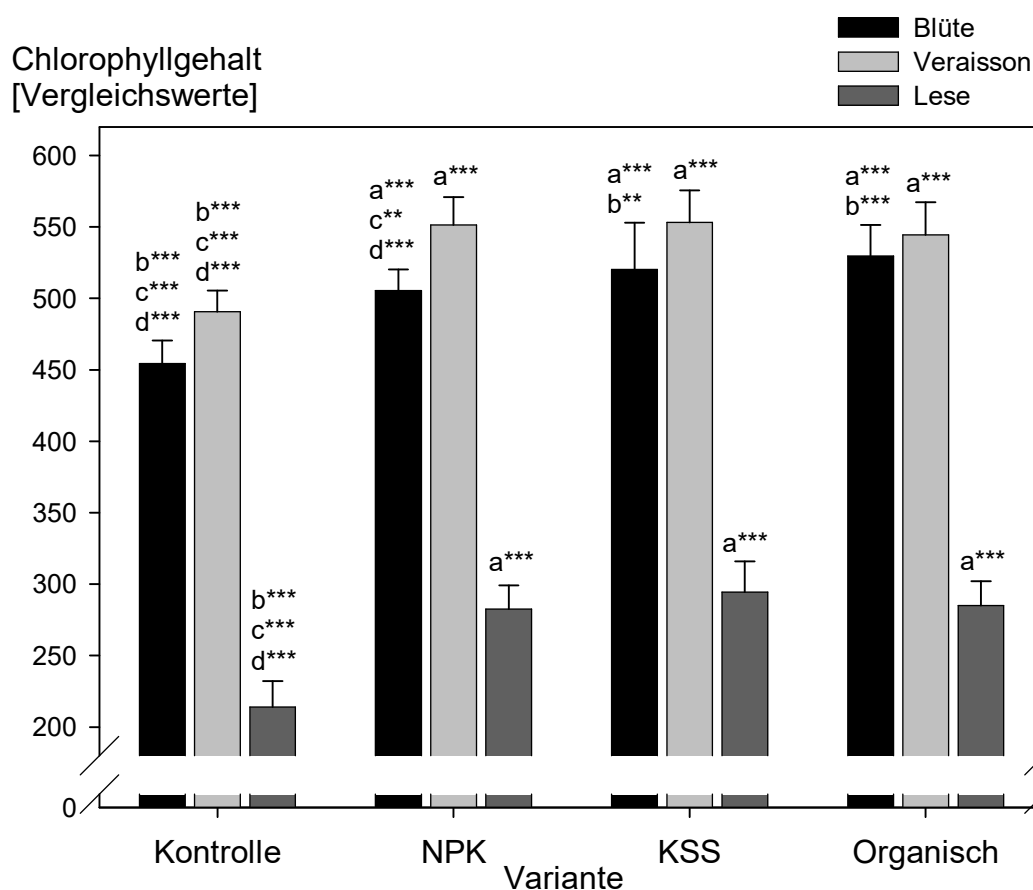 Blüte
Veraisson
Lese
Chlorophyllgehalt
[Vergleichswerte]
600
550
500
450
400
350
300
250
200
0
b***
c***
d***
b***
c***
d***
b***
c***
d***
a***
c**
d***
a***
a***
a***
b**
a***
a***
a***
b***
a***
a***
Kontrolle
NPK
KSS
Organisch
Variante